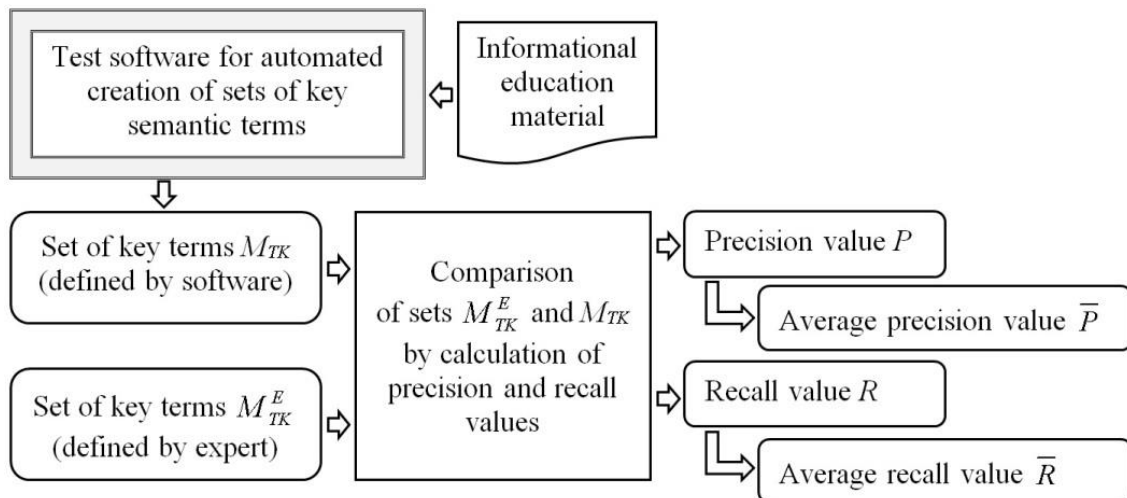 Test software for automated
creation of sets of key
semantic terms
Informational
education
material
Set of key terms M_TK
(defined by software)
Set of key terms M_TK^E
(defined by expert)
Comparison
of sets M_TK^E and M_TK
by calculation of
precision and recall
values
Precision value P
Average precision value P̅
Recall value R
Average recall value R̅